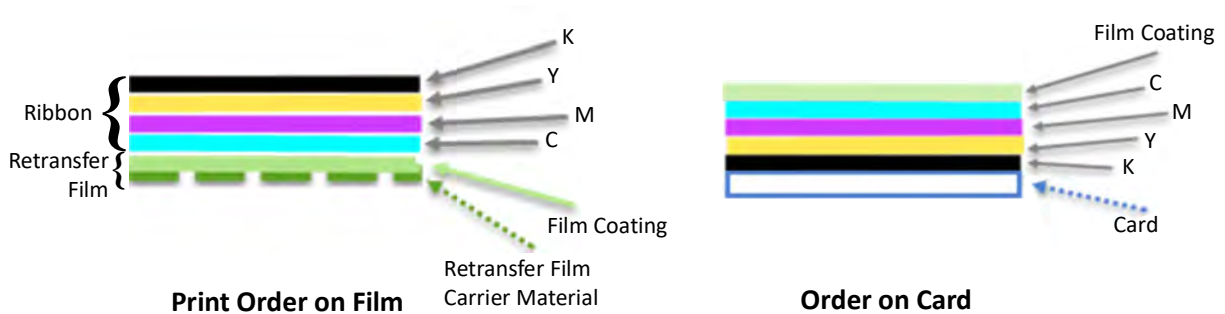 K
Y
Ribbon
M
C
Retransfer
Film
Film Coating
Retransfer Film
Carrier Material
Print Order on Film
Film Coating
C
M
Y
K
Card
Order on Card